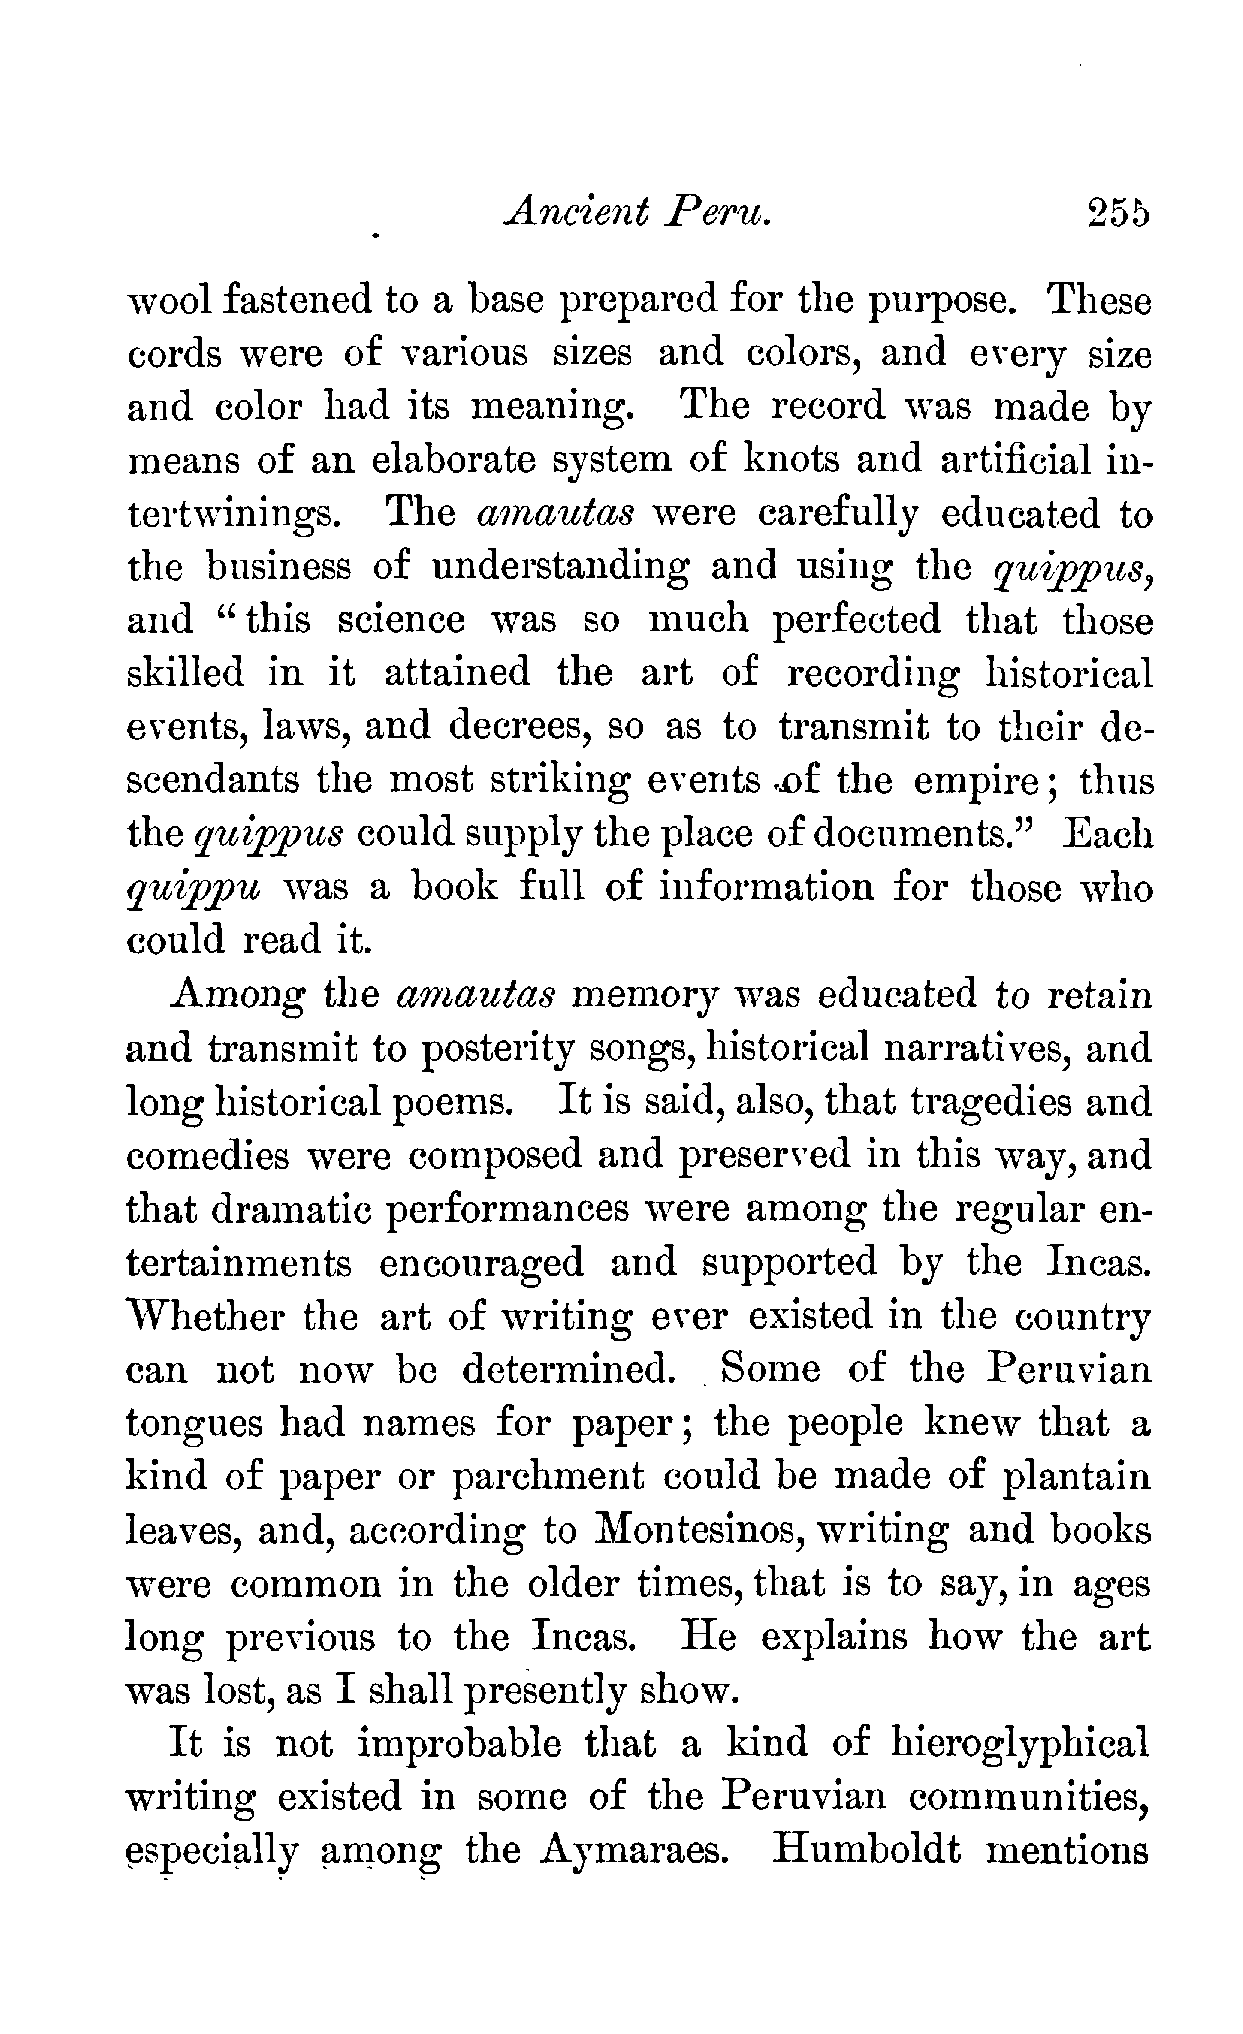 Ancient Peru. 255
wool fastened to a base prepared for the purpose. These
cords were of various sizes and colors, and every size
and color had its meaning. The record was made by
means of an elaborate system of knots and artificial in-
tertwinings. The amautas were carefully educated to
the business of understanding and using the quippus,
and “this science was so much perfected that those
skilled in it attained the art of recording historical
events, laws, and decrees, so as to transmit to their de-
scendants the most striking events of the empire; thus
the quippus could supply the place of documents.” Each
quippu was a book full of information for those who
could read it.
Among the amautas memory was educated to retain
and transmit to posterity songs, historical narratives, and
long historical poems. It is said, also, that tragedies and
comedies were composed and preserved in this way, and
that dramatic performances were among the regular en-
tertainments encouraged and supported by the Incas.
Whether the art of writing ever existed in the country
can not now be determined. Some of the Peruvian
tongues had names for paper; the people knew that a
kind of paper or parchment could be made of plantain
leaves, and, according to Montesinos, writing and books
were common in the older times, that is to say, in ages
long previous to the Incas. He explains how the art
was lost, as I shall presently show.
It is not improbable that a kind of hieroglyphical
writing existed in some of the Peruvian communities,
especially among the Aymaraes. Humboldt mentions